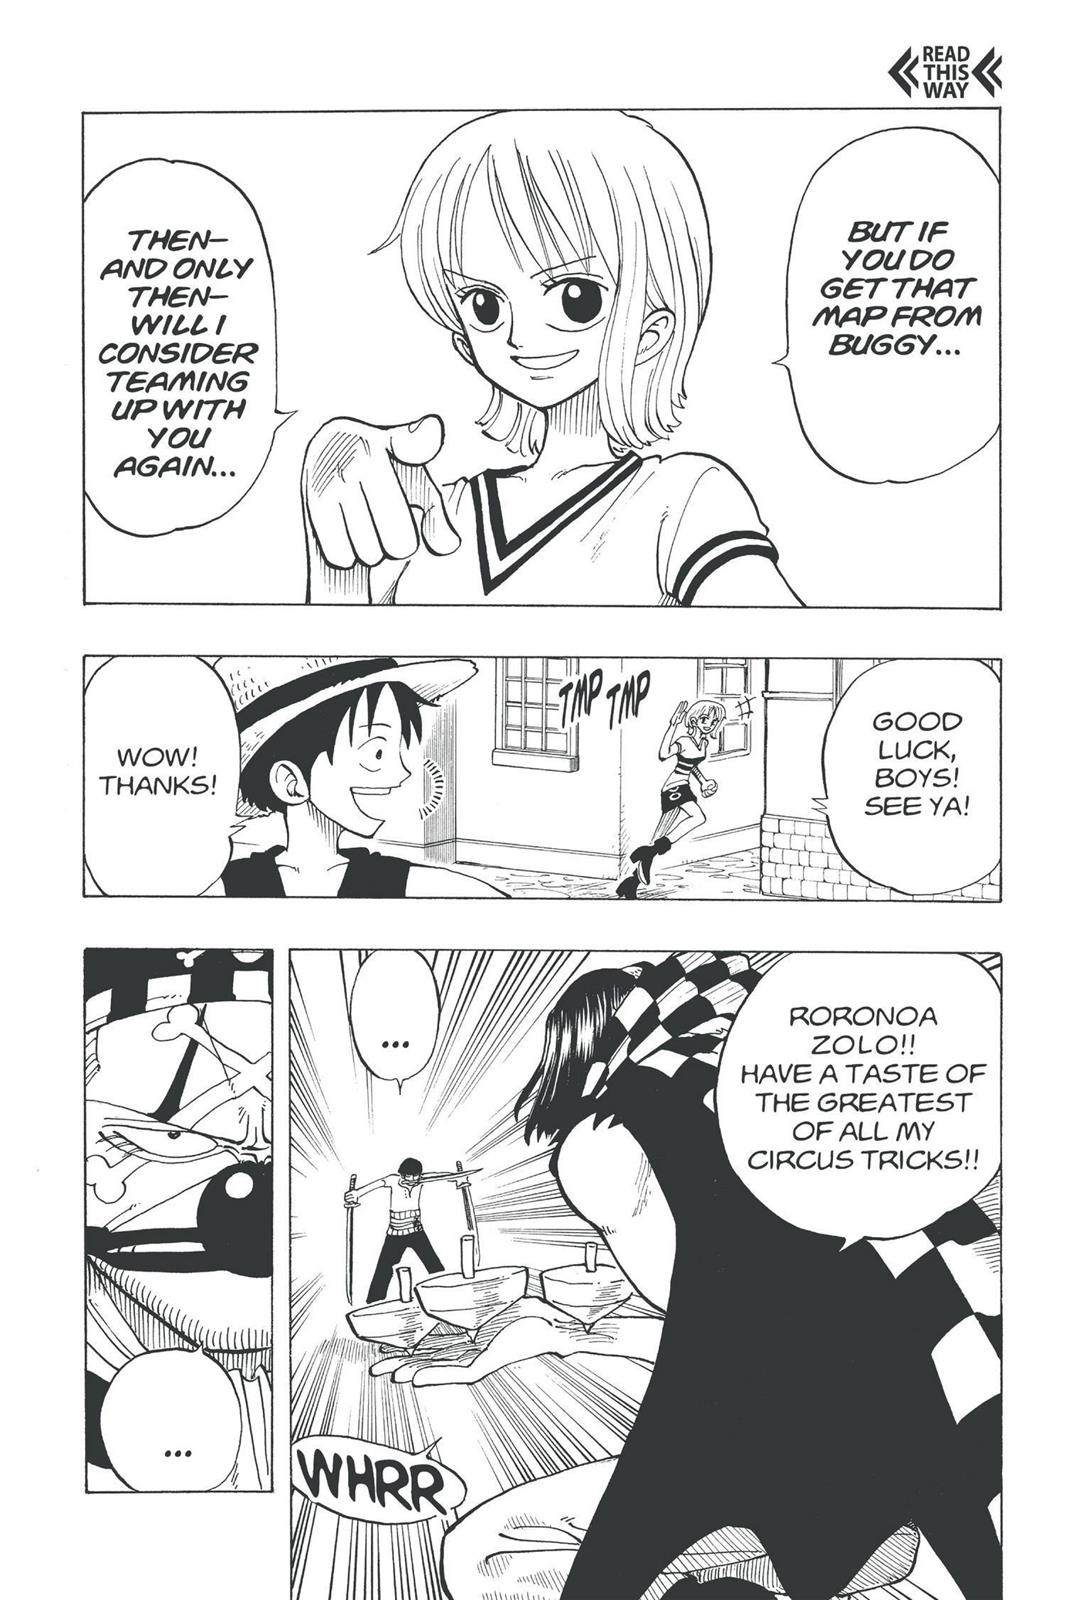 READ
THIS
WAY
BUT IF
YOU DO
GET THAT
MAP FROM
BUGGY...
THEN–
AND ONLY
THEN–
WILL I
CONSIDER
TEAMING
UP WITH
YOU
AGAIN...
GOOD
LUCK,
BOYS!
SEE YA!
TMP TMP
WOW!
THANKS!
RORONOA
ZOLO!!
HAVE A TASTE OF
THE GREATEST
OF ALL MY
CIRCUS TRICKS!!
...
WHRR
...